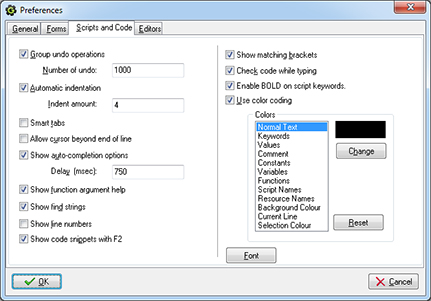 Preferences
General Forms Scripts and Code Editors
Group undo operations
Number of undo: 1000
Automatic indentation
Indent amount: 4
Smart tabs
Allow cursor beyond end of line
Show auto-completion options
Delay (msec): 750
Show function argument help
Show find strings
Show line numbers
Show code snippets with F2
Show matching brackets
Check code while typing
Enable BOLD on script keywords.
Use color coding
Colors
Normal Text
Keywords
Values
Comment
Constants
Variables
Functions
Script Names
Resource Names
Background Colour
Current Line
Selection Colour
Change
Reset
Font
OK
Cancel